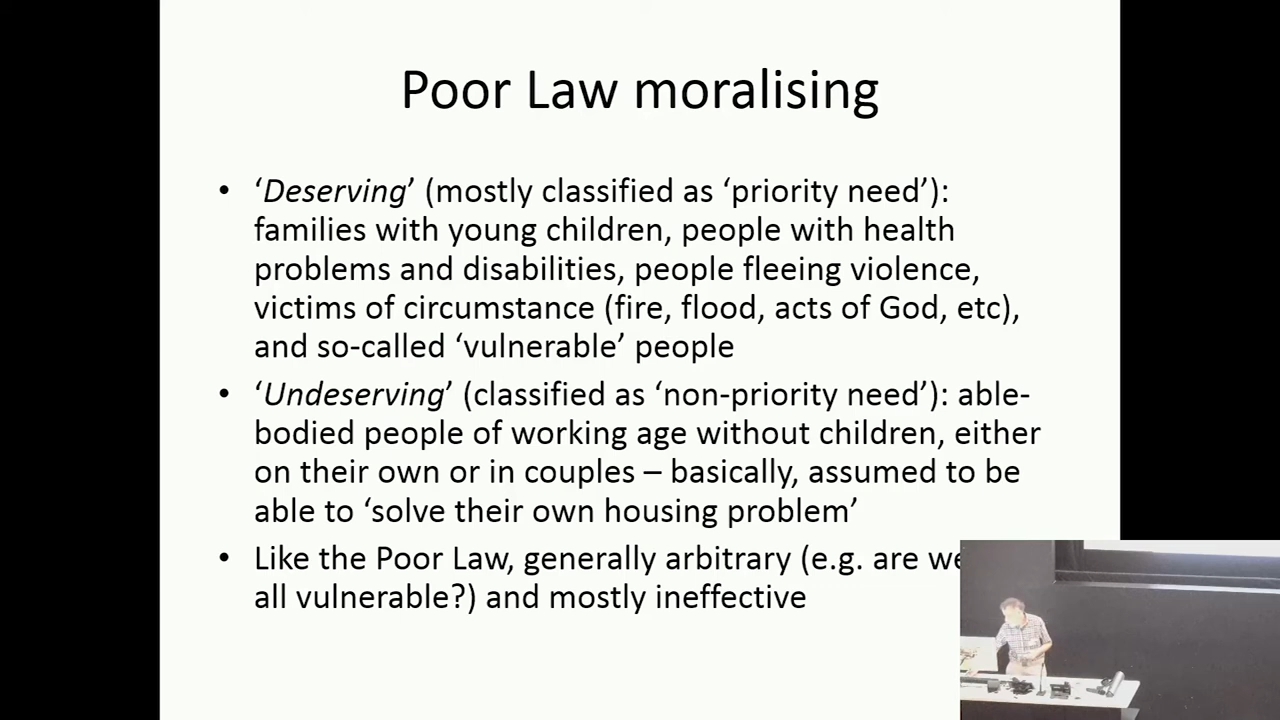 Poor Law moralising
• ‘Deserving’ (mostly classified as ‘priority need’):
families with young children, people with health
problems and disabilities, people fleeing violence,
victims of circumstance (fire, flood, acts of God, etc),
and so-called ‘vulnerable’ people
• ‘Undeserving’ (classified as ‘non-priority need’): able-
bodied people of working age without children, either
on their own or in couples – basically, assumed to be
able to ‘solve their own housing problem’
• Like the Poor Law, generally arbitrary (e.g. are we
all vulnerable?) and mostly ineffective